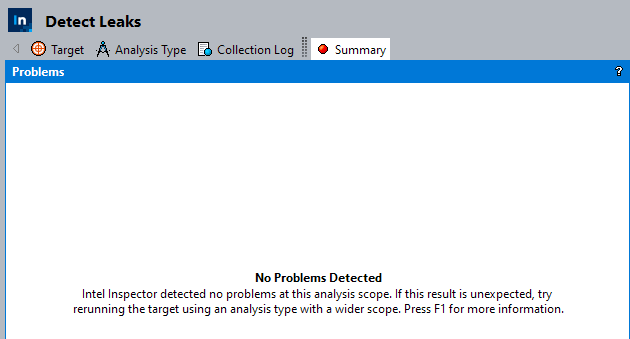 In Detect Leaks
Target Analysis Type Collection Log Summary
Problems ?
No Problems Detected
Intel Inspector detected no problems at this analysis scope. If this result is unexpected, try
rerunning the target using an analysis type with a wider scope. Press F1 for more information.